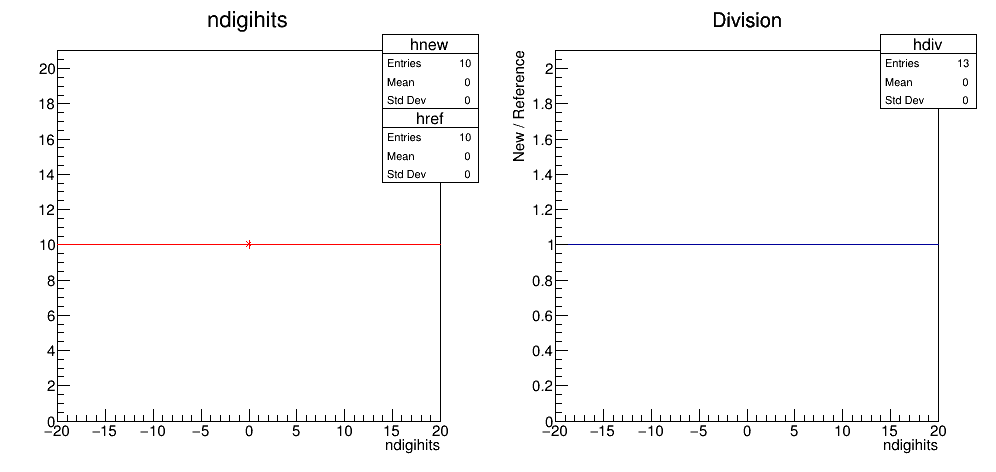 ndigihits
hnew
Entries 10
Mean 0
Std Dev 0
href
Entries 10
Mean 0
Std Dev 0
20
18
16
14
12
10
8
6
4
2
0
−20 −15 −10 −5 0 5 10 15 20
ndigihits
Division
hdiv
Entries 13
Mean 0
Std Dev 0
New / Reference
2
1.8
1.6
1.4
1.2
1
0.8
0.6
0.4
0.2
0
−20 −15 −10 −5 0 5 10 15 20
ndigihits